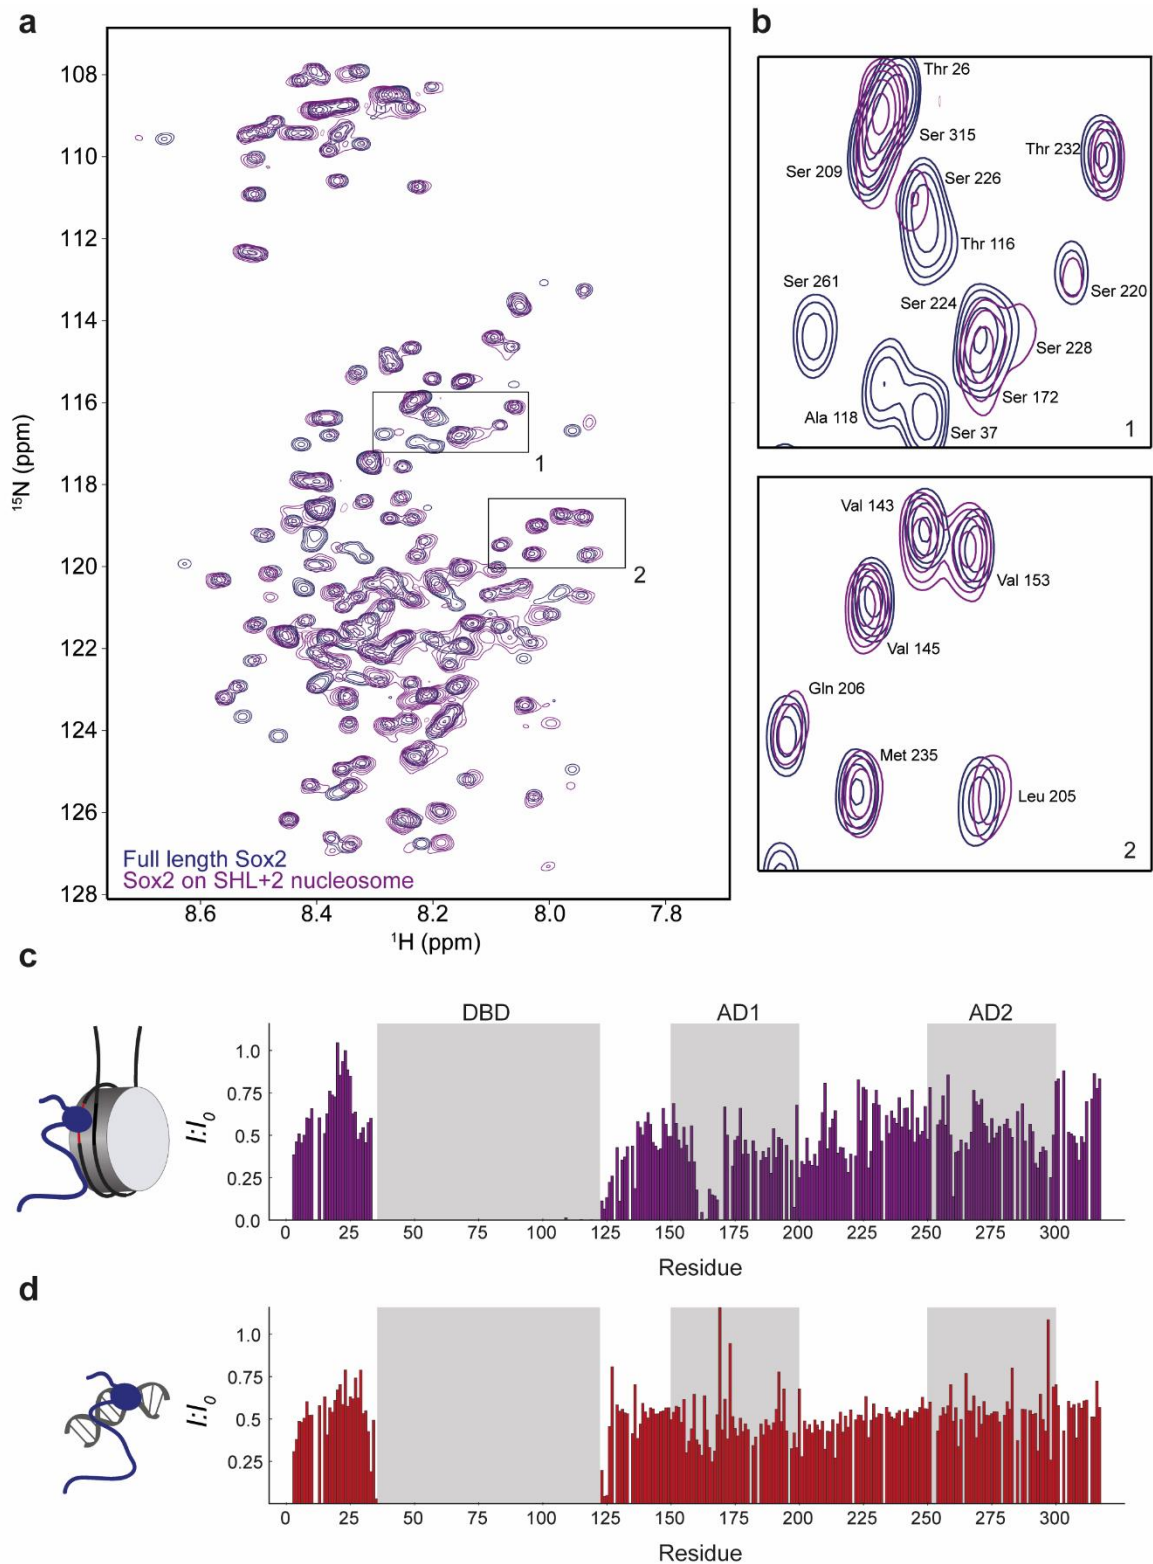 a
108
110
112
114
116
118
120
122
124
126
128
¹⁵N (ppm)
1
2
Full length Sox2
Sox2 on SHL+2 nucleosome
8.6 8.4 8.2 8.0 7.8
¹H (ppm)
b
Thr 26
Ser 315
Thr 232
Ser 209
Ser 226
Thr 116
Ser 261
Ser 224
Ser 220
Ser 228
Ala 118
Ser 172
Ser 37
1
Val 143
Val 153
Val 145
Gln 206
Met 235
Leu 205
2
c
DBD AD1 AD2
1.0
0.75
0.5
0.25
0.0
I:I₀
0 25 50 75 100 125 150 175 200 225 250 275 300
Residue
d
1.0
0.75
0.5
0.25
I:I₀
0 25 50 75 100 125 150 175 200 225 250 275 300
Residue